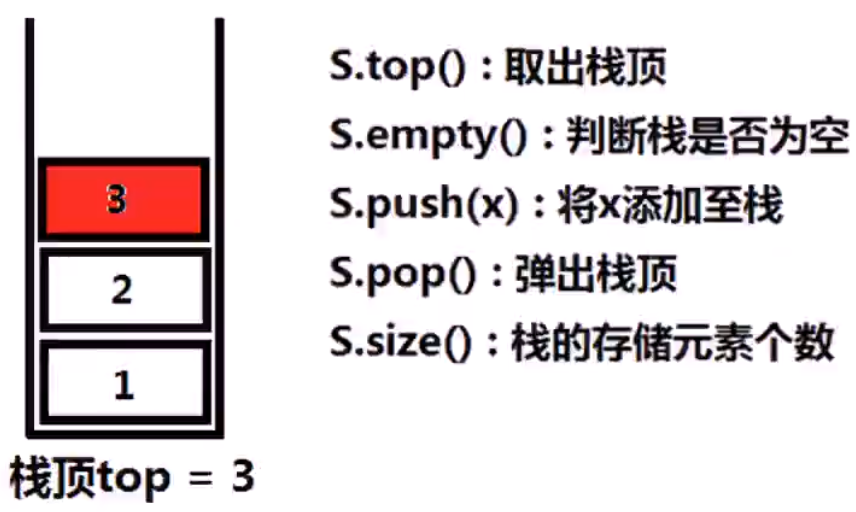 3
2
1
栈顶top = 3
S.top()：取出栈顶
S.empty()：判断栈是否为空
S.push(x)：将x添加至栈
S.pop()：弹出栈顶
S.size()：栈的存储元素个数